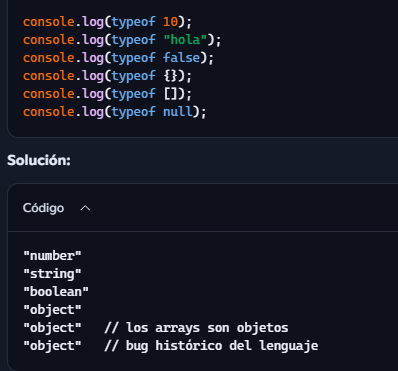 console.log(typeof 10);
console.log(typeof "hola");
console.log(typeof false);
console.log(typeof {});
console.log(typeof []);
console.log(typeof null);
Solución:
Código
"number"
"string"
"boolean"
"object"
"object"   // los arrays son objetos
"object"   // bug histórico del lenguaje